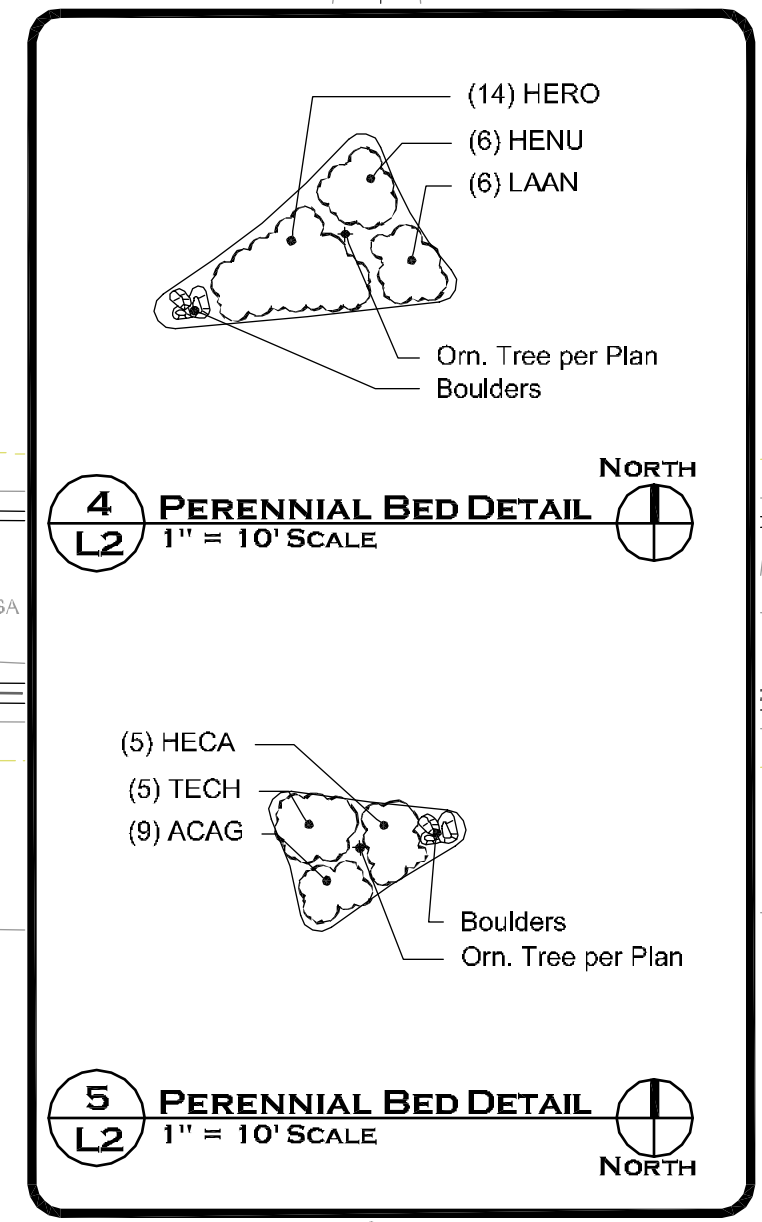 (14) HERO
(6) HENU
(6) LAAN
Orn. Tree per Plan
Boulders
NORTH
4
L2
PERENNIAL BED DETAIL
1" = 10' SCALE
(5) HECA
(5) TECH
(9) ACAG
Boulders
Orn. Tree per Plan
5
L2
PERENNIAL BED DETAIL
1" = 10' SCALE
NORTH